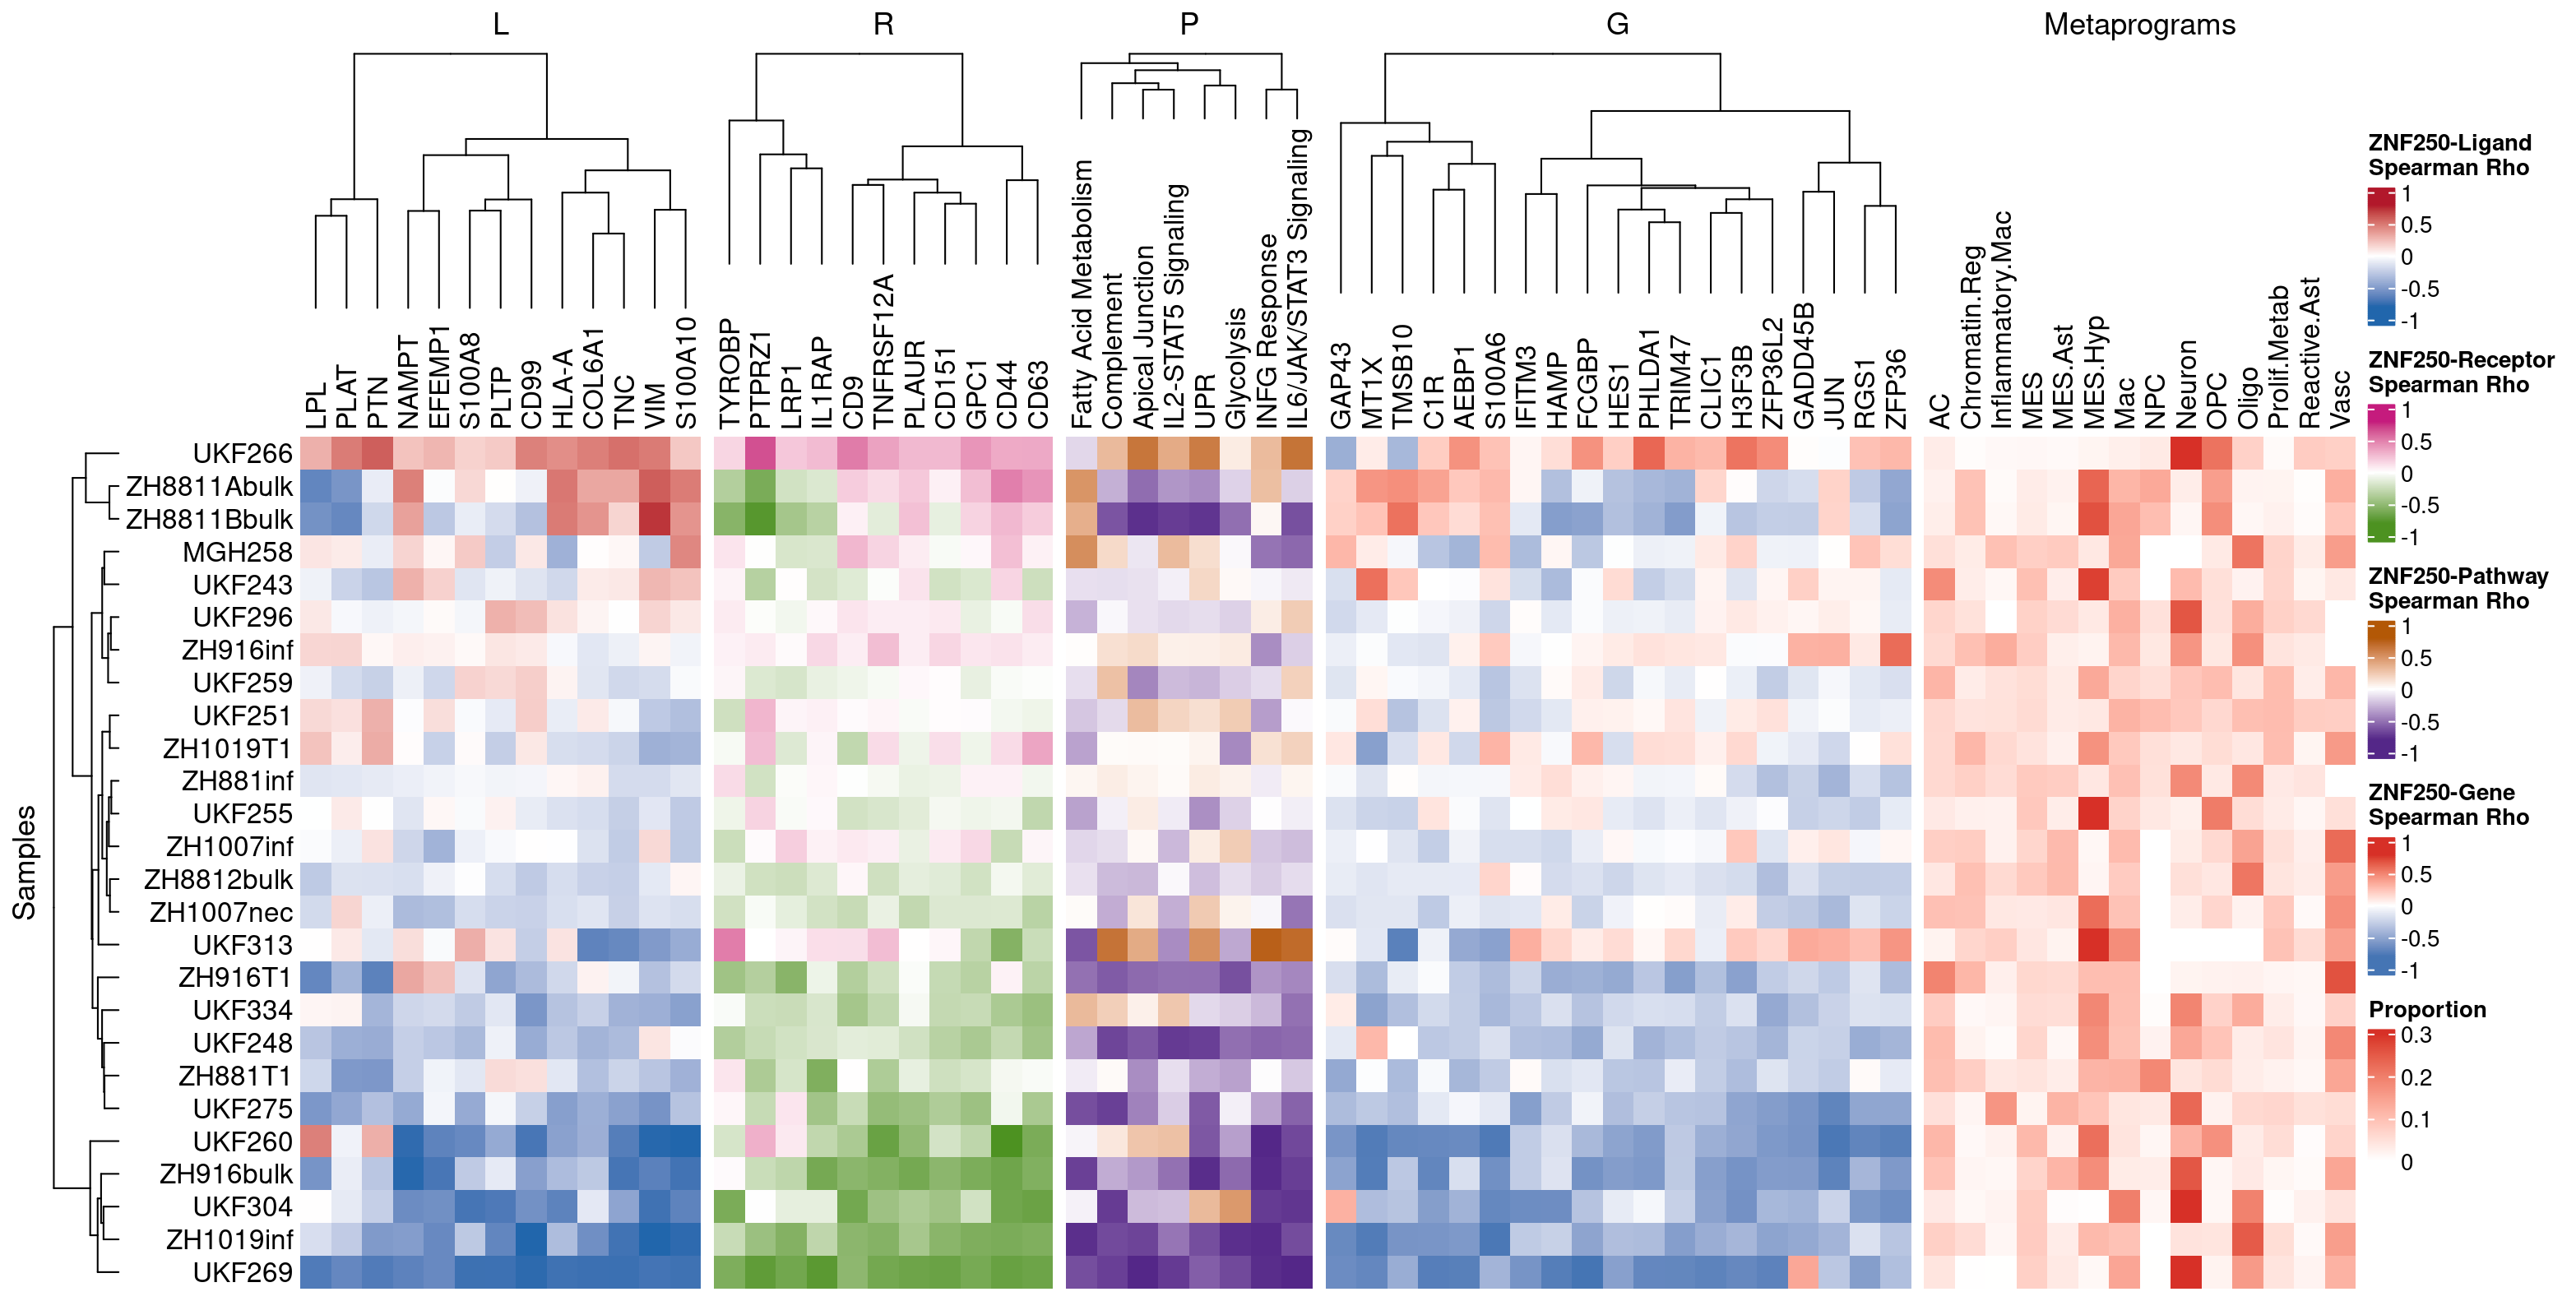 L
R
P
G
Metaprograms
LPL
PLAT
PTN
NAMPT
EFEMP1
S100A8
PLTP
CD99
HLA-A
COL6A1
TNC
VIM
S100A10
TYROBP
PTPRZ1
LRP1
IL1RAP
CD9
TNFRSF12A
PLAUR
CD151
GPC1
CD44
CD63
Fatty Acid Metabolism
Complement
Apical Junction
IL2-STAT5 Signaling
UPR
Glycolysis
INFG Response
IL6/JAK/STAT3 Signaling
GAP43
MT1X
TMSB10
C1R
AEBP1
S100A6
IFITM3
HAMP
FCGBP
HES1
PHLDA1
TRIM47
CLIC1
H3F3B
ZFP36L2
GADD45B
JUN
RGS1
ZFP36
AC
Chromatin.Reg
Inflammatory.Mac
MES
MES.Ast
MES.Hyp
Mac
NPC
Neuron
OPC
Oligo
Prolif.Metab
Reactive.Ast
Vasc
Samples
UKF266
ZH8811Abulk
ZH8811Bbulk
MGH258
UKF243
UKF296
ZH916inf
UKF259
UKF251
ZH1019T1
ZH881inf
UKF255
ZH1007inf
ZH8812bulk
ZH1007nec
UKF313
ZH916T1
UKF334
UKF248
ZH881T1
UKF275
UKF260
ZH916bulk
UKF304
ZH1019inf
UKF269
ZNF250-Ligand
Spearman Rho
1
0.5
0
-0.5
-1
ZNF250-Receptor
Spearman Rho
1
0.5
0
-0.5
-1
ZNF250-Pathway
Spearman Rho
1
0.5
0
-0.5
-1
ZNF250-Gene
Spearman Rho
1
0.5
0
-0.5
-1
Proportion
0.3
0.2
0.1
0